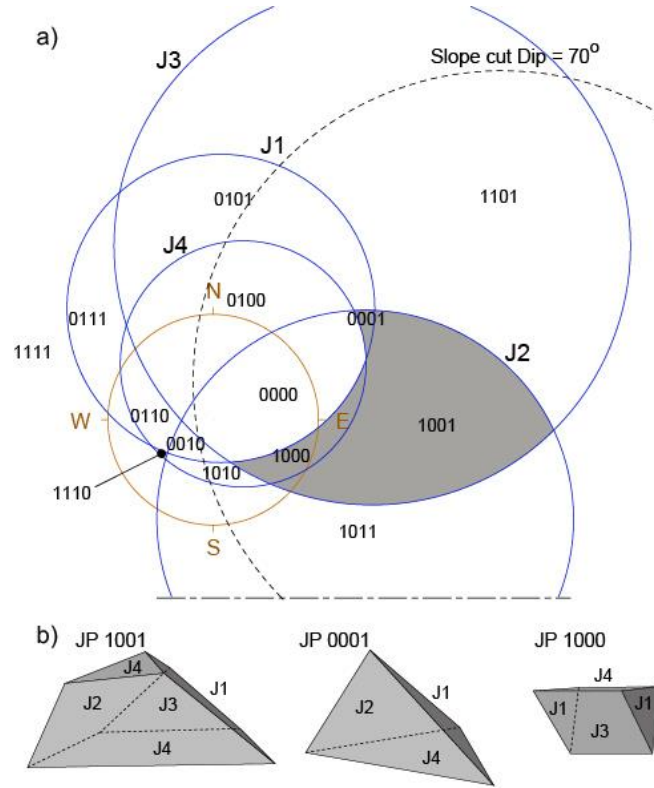 a)
J3
Slope cut Dip = 70º
J1
0101
1101
J4
N
0100
0111
0001
1111
J2
0000
W
0110
E
1001
0010
1000
1010
1110
1011
S
b)
JP 1001
JP 0001
JP 1000
J4
J1
J2
J3
J4
J2
J1
J4
J4
J1
J1
J3